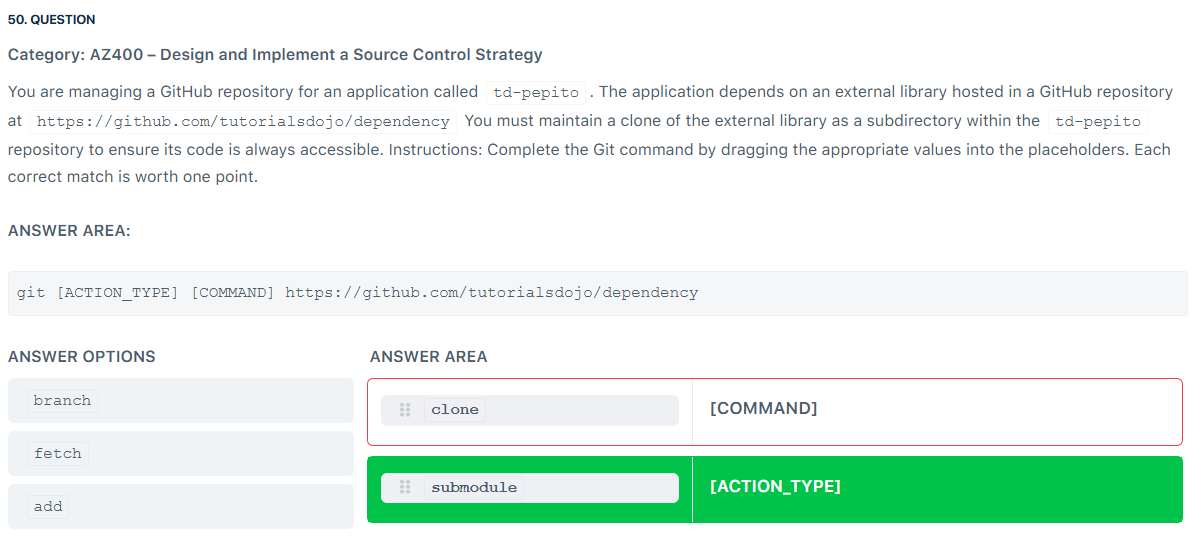 50. QUESTION
Category: AZ400 – Design and Implement a Source Control Strategy
You are managing a GitHub repository for an application called td-pepito . The application depends on an external library hosted in a GitHub repository
at https://github.com/tutorialsdojo/dependency You must maintain a clone of the external library as a subdirectory within the td-pepito
repository to ensure its code is always accessible. Instructions: Complete the Git command by dragging the appropriate values into the placeholders. Each
correct match is worth one point.
ANSWER AREA:
git [ACTION_TYPE] [COMMAND] https://github.com/tutorialsdojo/dependency
ANSWER OPTIONS
branch
fetch
add
ANSWER AREA
clone
[COMMAND]
submodule
[ACTION_TYPE]